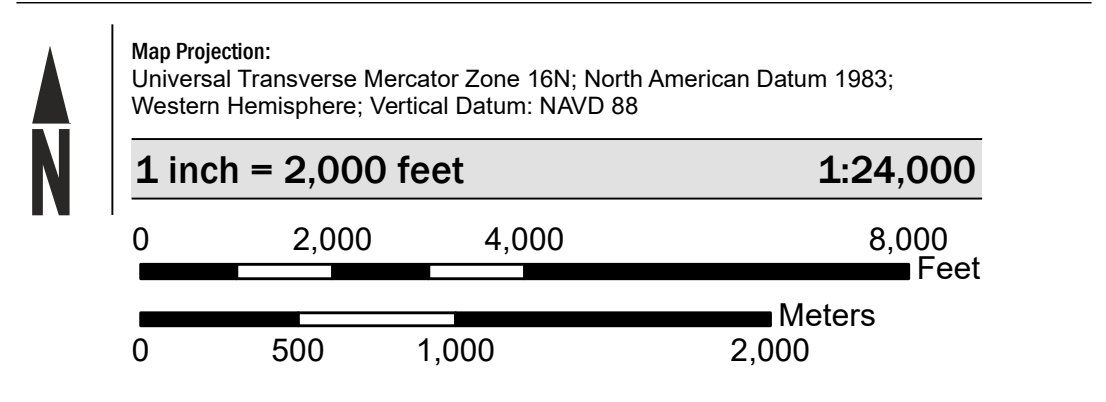 Map Projection:
Universal Transverse Mercator Zone 16N; North American Datum 1983;
Western Hemisphere; Vertical Datum: NAVD 88
N
1 inch = 2,000 feet 1:24,000
0 2,000 4,000 8,000
Feet
Meters
0 500 1,000 2,000